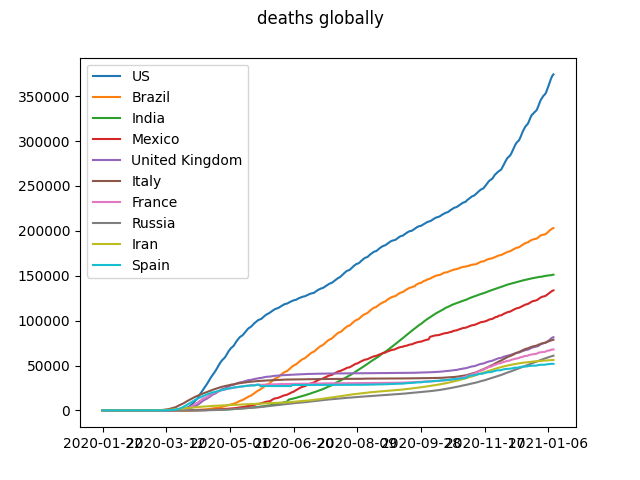 deaths globally
US
Brazil
India
Mexico
United Kingdom
Italy
France
Russia
Iran
Spain
350000
300000
250000
200000
150000
100000
50000
0
2020-01-22 2020-03-12 2020-05-01 2020-06-20 2020-08-09 2020-09-28 2020-11-17 2021-01-06